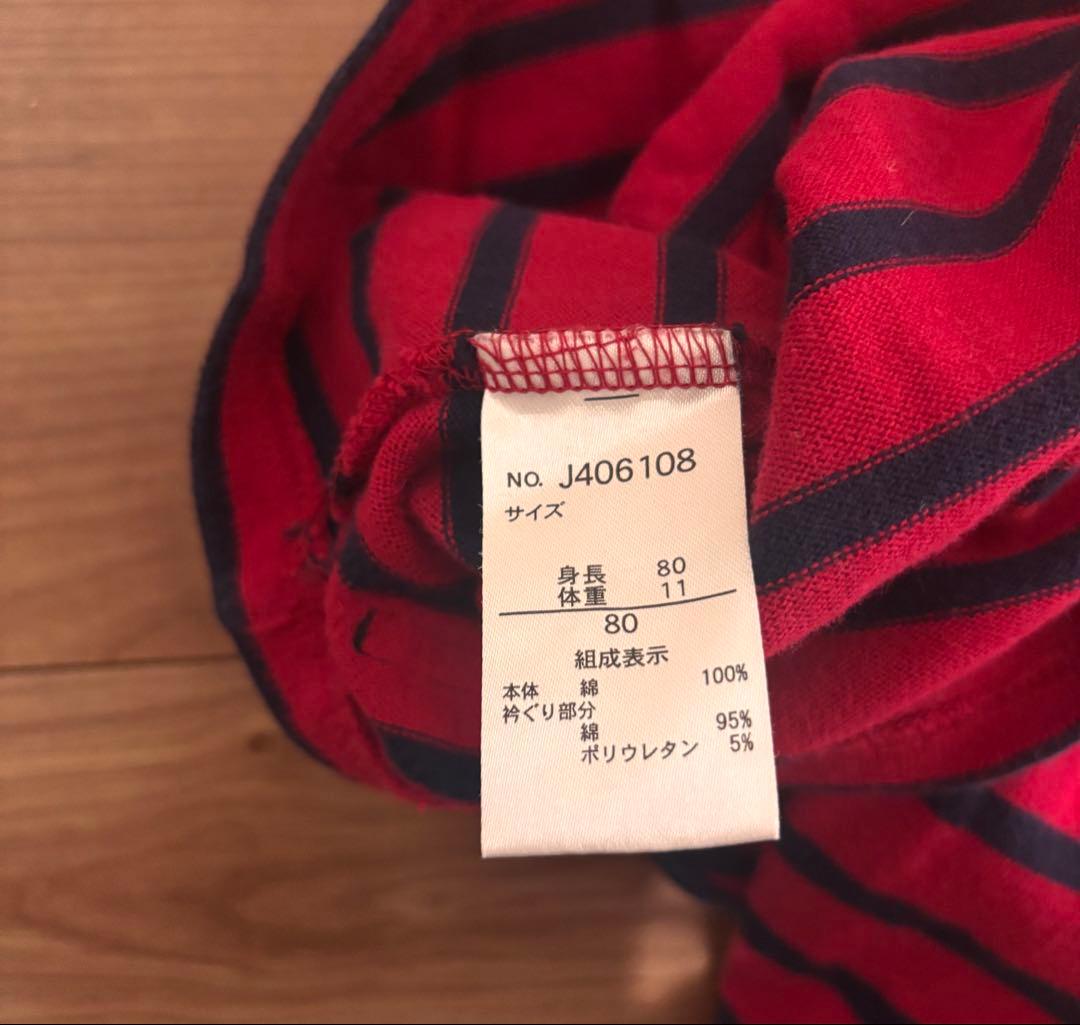 NO. J406108
サイズ
身長 80
体重 11
80
組成表示
本体 綿 100%
衿ぐり部分
綿 95%
ポリウレタン 5%